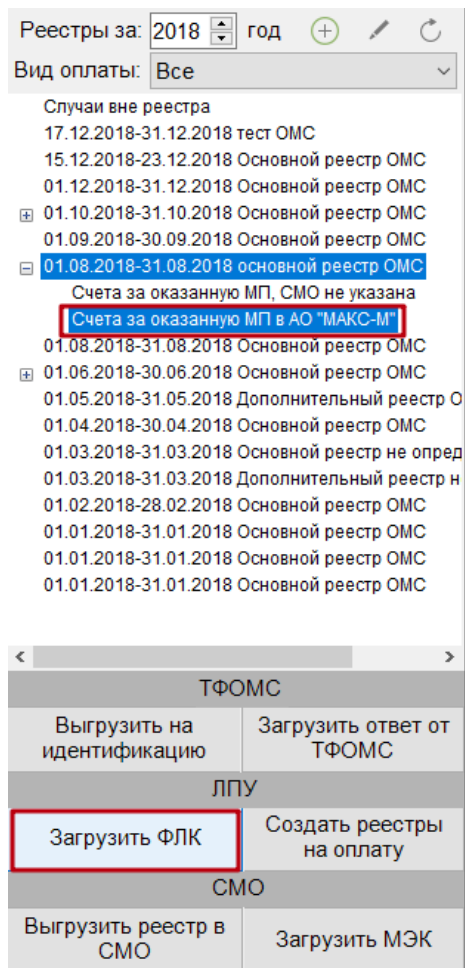 Реестры за: 2018 год
Вид оплаты: Все
Случаи вне реестра
17.12.2018-31.12.2018 тест ОМС
15.12.2018-23.12.2018 Основной реестр ОМС
01.12.2018-31.12.2018 Основной реестр ОМС
01.10.2018-31.10.2018 Основной реестр ОМС
01.09.2018-30.09.2018 Основной реестр ОМС
01.08.2018-31.08.2018 основной реестр ОМС
Счета за оказанную МП, СМО не указана
Счета за оказанную МП в АО "МАКС-М"
01.08.2018-31.08.2018 Основной реестр ОМС
01.06.2018-30.06.2018 Основной реестр ОМС
01.05.2018-31.05.2018 Дополнительный реестр О
01.04.2018-30.04.2018 Основной реестр ОМС
01.03.2018-31.03.2018 Основной реестр не опред
01.03.2018-31.03.2018 Дополнительный реестр н
01.02.2018-28.02.2018 Основной реестр ОМС
01.01.2018-31.01.2018 Основной реестр ОМС
01.01.2018-31.01.2018 Основной реестр ОМС
01.01.2018-31.01.2018 Основной реестр ОМС
ТФОМС
Выгрузить на
идентификацию
Загрузить ответ от
ТФОМС
ЛПУ
Загрузить ФЛК
Создать реестры
на оплату
СМО
Выгрузить реестр в
СМО
Загрузить МЭК